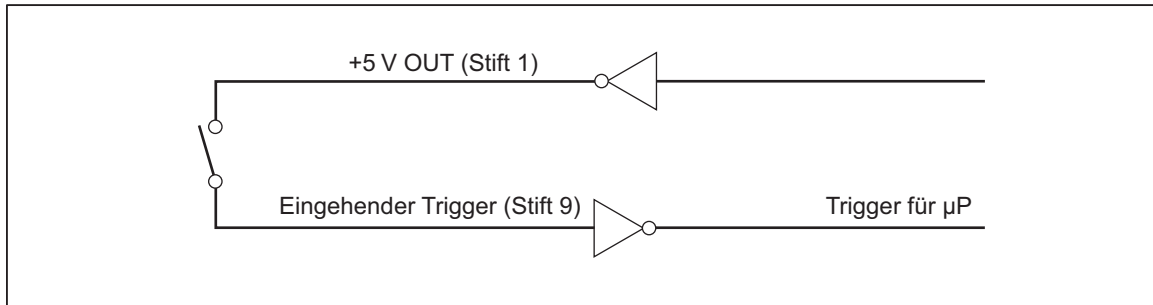 +5 V OUT (Stift 1)
Eingehender Trigger (Stift 9)
Trigger für µP